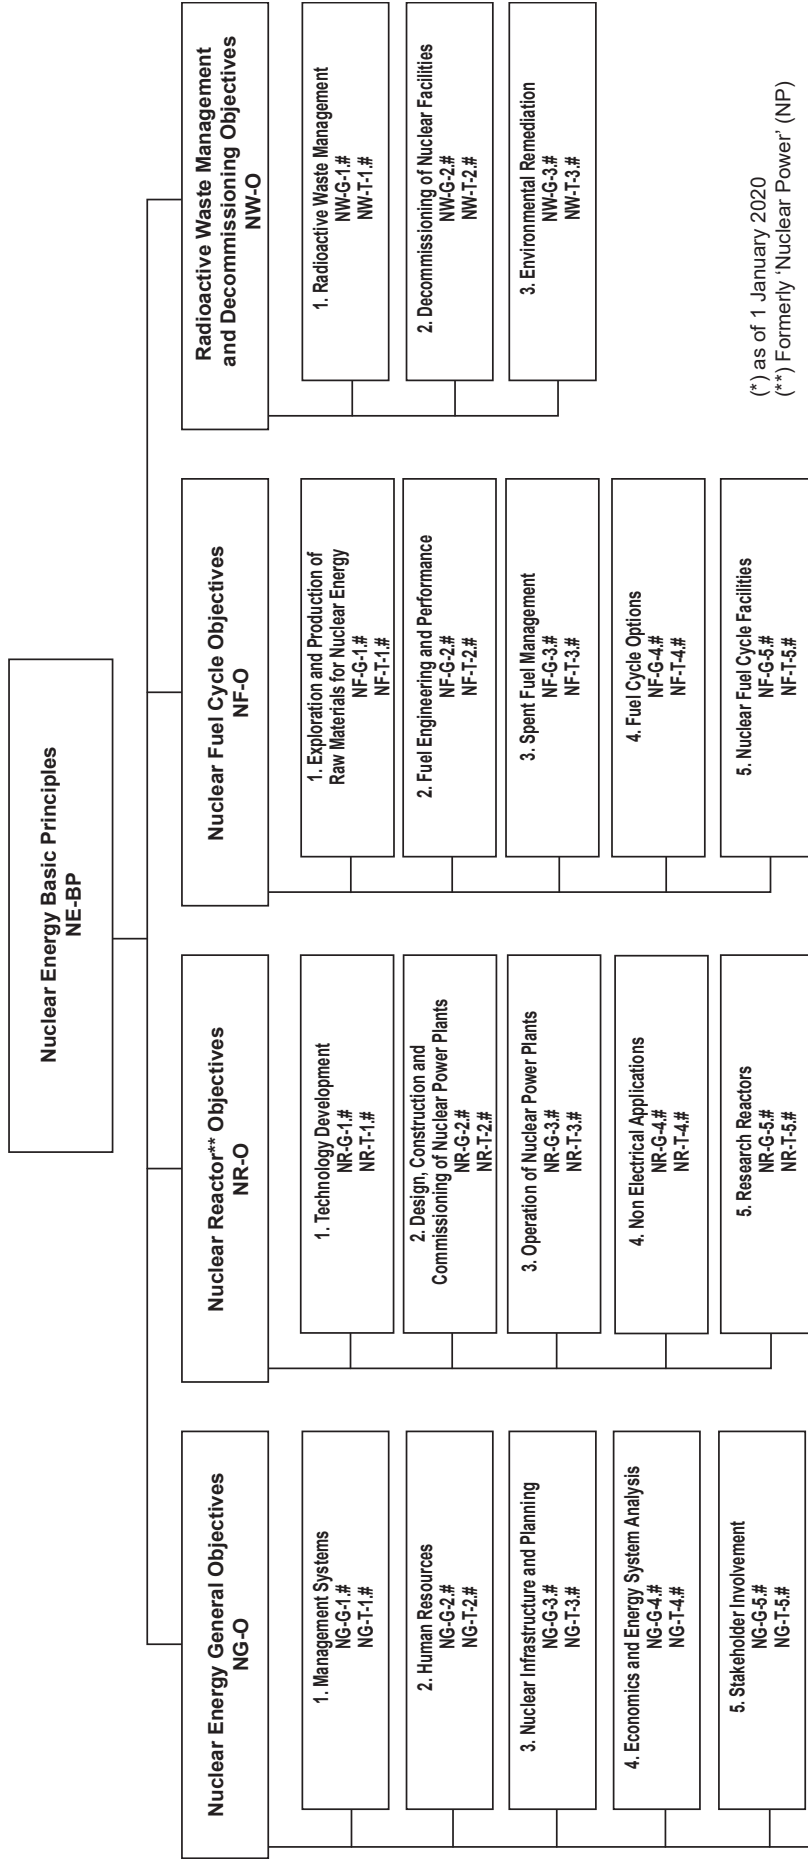 Nuclear Energy Basic Principles
NE-BP
Nuclear Energy General Objectives
NG-O
1. Management Systems
NG-G-1.#
NG-T-1.#
2. Human Resources
NG-G-2.#
NG-T-2.#
3. Nuclear Infrastructure and Planning
NG-G-3.#
NG-T-3.#
4. Economics and Energy System Analysis
NG-G-4.#
NG-T-4.#
5. Stakeholder Involvement
NG-G-5.#
NG-T-5.#
Nuclear Reactor** Objectives
NR-O
1. Technology Development
NR-G-1.#
NR-T-1.#
2. Design, Construction and
Commissioning of Nuclear Power Plants
NR-G-2.#
NR-T-2.#
3. Operation of Nuclear Power Plants
NR-G-3.#
NR-T-3.#
4. Non Electrical Applications
NR-G-4.#
NR-T-4.#
5. Research Reactors
NR-G-5.#
NR-T-5.#
Nuclear Fuel Cycle Objectives
NF-O
1. Exploration and Production of
Raw Materials for Nuclear Energy
NF-G-1.#
NF-T-1.#
2. Fuel Engineering and Performance
NF-G-2.#
NF-T-2.#
3. Spent Fuel Management
NF-G-3.#
NF-T-3.#
4. Fuel Cycle Options
NF-G-4.#
NF-T-4.#
5. Nuclear Fuel Cycle Facilities
NF-G-5.#
NF-T-5.#
Radioactive Waste Management
and Decommissioning Objectives
NW-O
1. Radioactive Waste Management
NW-G-1.#
NW-T-1.#
2. Decommissioning of Nuclear Facilities
NW-G-2.#
NW-T-2.#
3. Environmental Remediation
NW-G-3.#
NW-T-3.#
(*) as of 1 January 2020
(**) Formerly ‘Nuclear Power’ (NP)